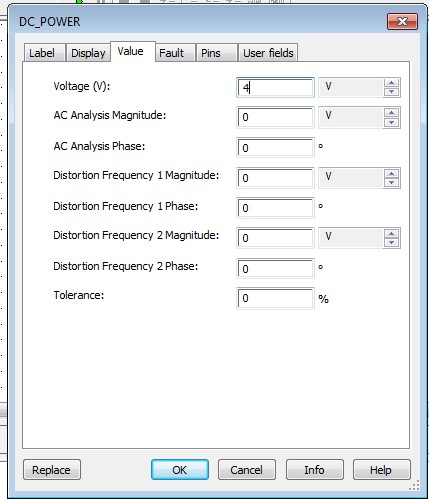 DC_POWER
Label Display Value Fault Pins User fields
Voltage (V): 4 V
AC Analysis Magnitude: 0 V
AC Analysis Phase: 0 °
Distortion Frequency 1 Magnitude: 0 V
Distortion Frequency 1 Phase: 0 °
Distortion Frequency 2 Magnitude: 0 V
Distortion Frequency 2 Phase: 0 °
Tolerance: 0 %
Replace OK Cancel Info Help